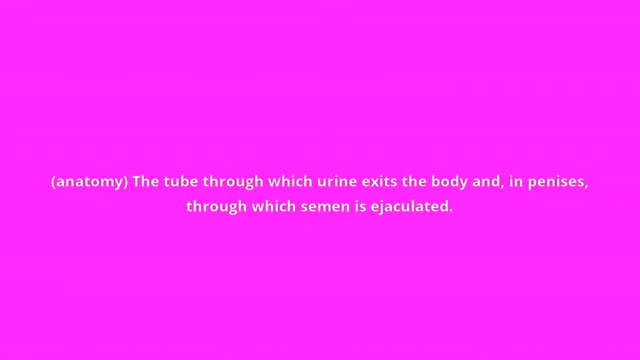 (anatomy) The tube through which urine exits the body and, in penises,
through which semen is ejaculated.